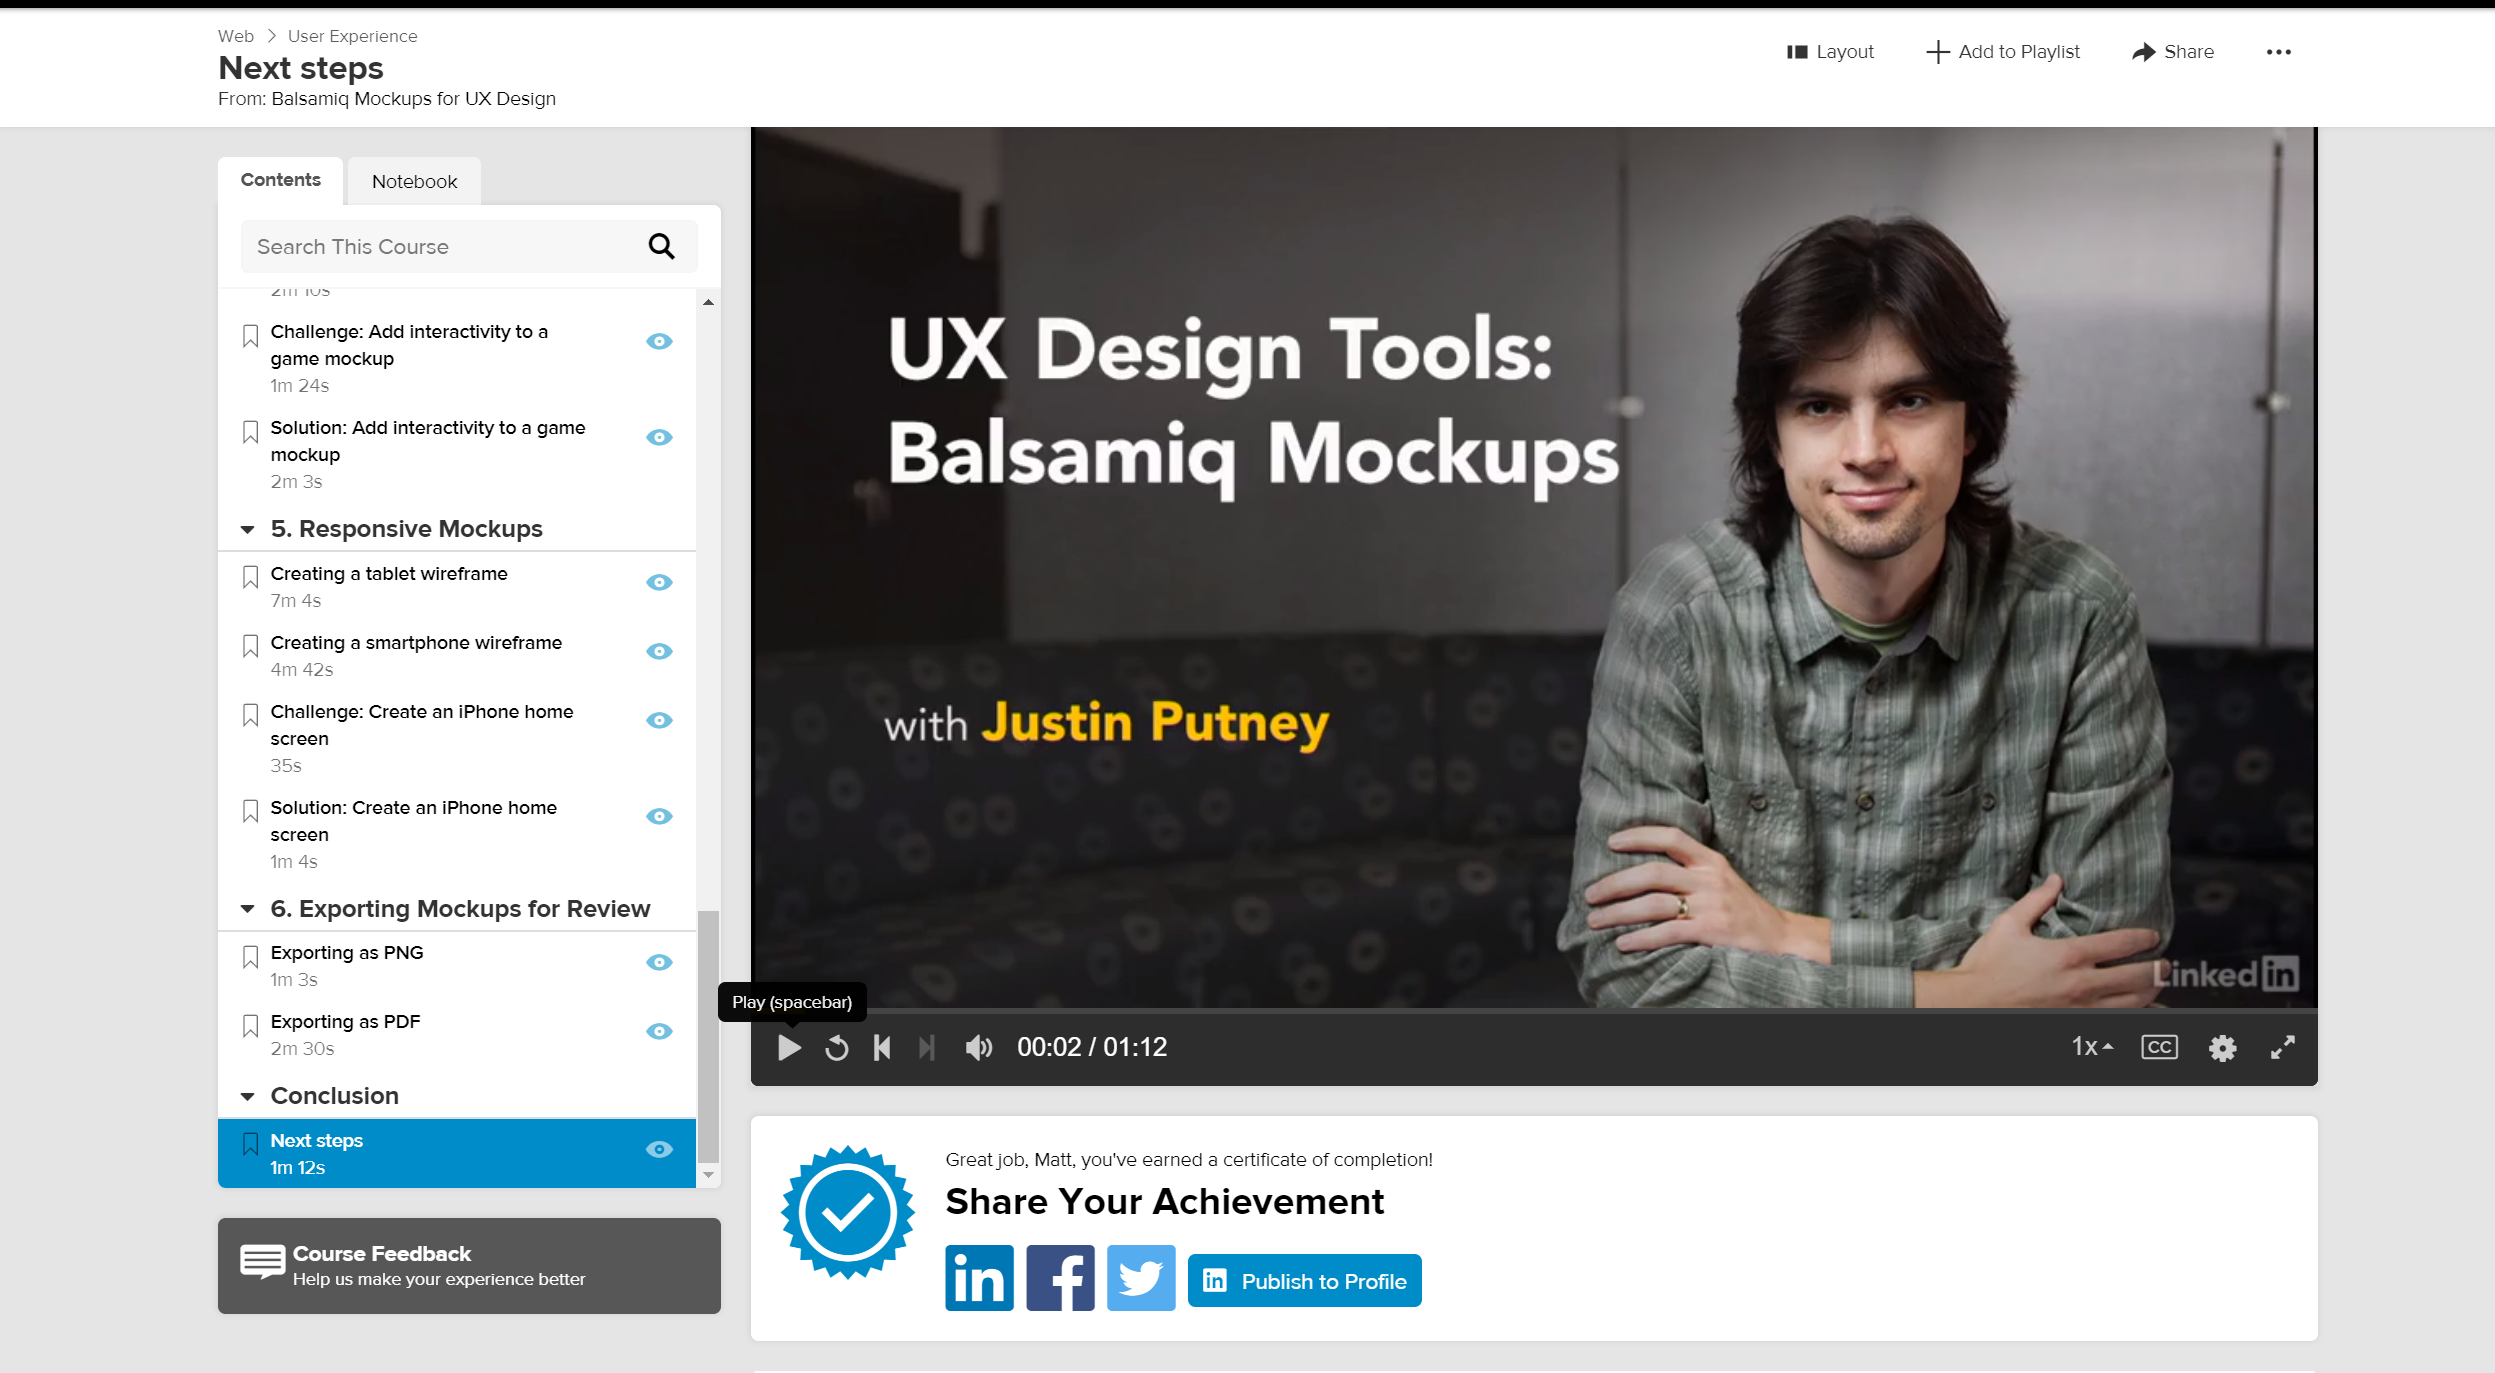 Web > User Experience
Next steps
From: Balsamiq Mockups for UX Design
Layout
Add to Playlist
Share
Contents
Notebook
Search This Course
2m 10s
Challenge: Add interactivity to a
game mockup
1m 24s
Solution: Add interactivity to a game
mockup
2m 3s
5. Responsive Mockups
Creating a tablet wireframe
7m 4s
Creating a smartphone wireframe
4m 42s
Challenge: Create an iPhone home
screen
35s
Solution: Create an iPhone home
screen
1m 4s
6. Exporting Mockups for Review
Exporting as PNG
1m 3s
Exporting as PDF
2m 30s
Conclusion
Next steps
1m 12s
Course Feedback
Help us make your experience better
UX Design Tools:
Balsamiq Mockups
with Justin Putney
Linked in
Play (spacebar)
00:02 / 01:12
1x
CC
Great job, Matt, you've earned a certificate of completion!
Share Your Achievement
in
f
in Publish to Profile